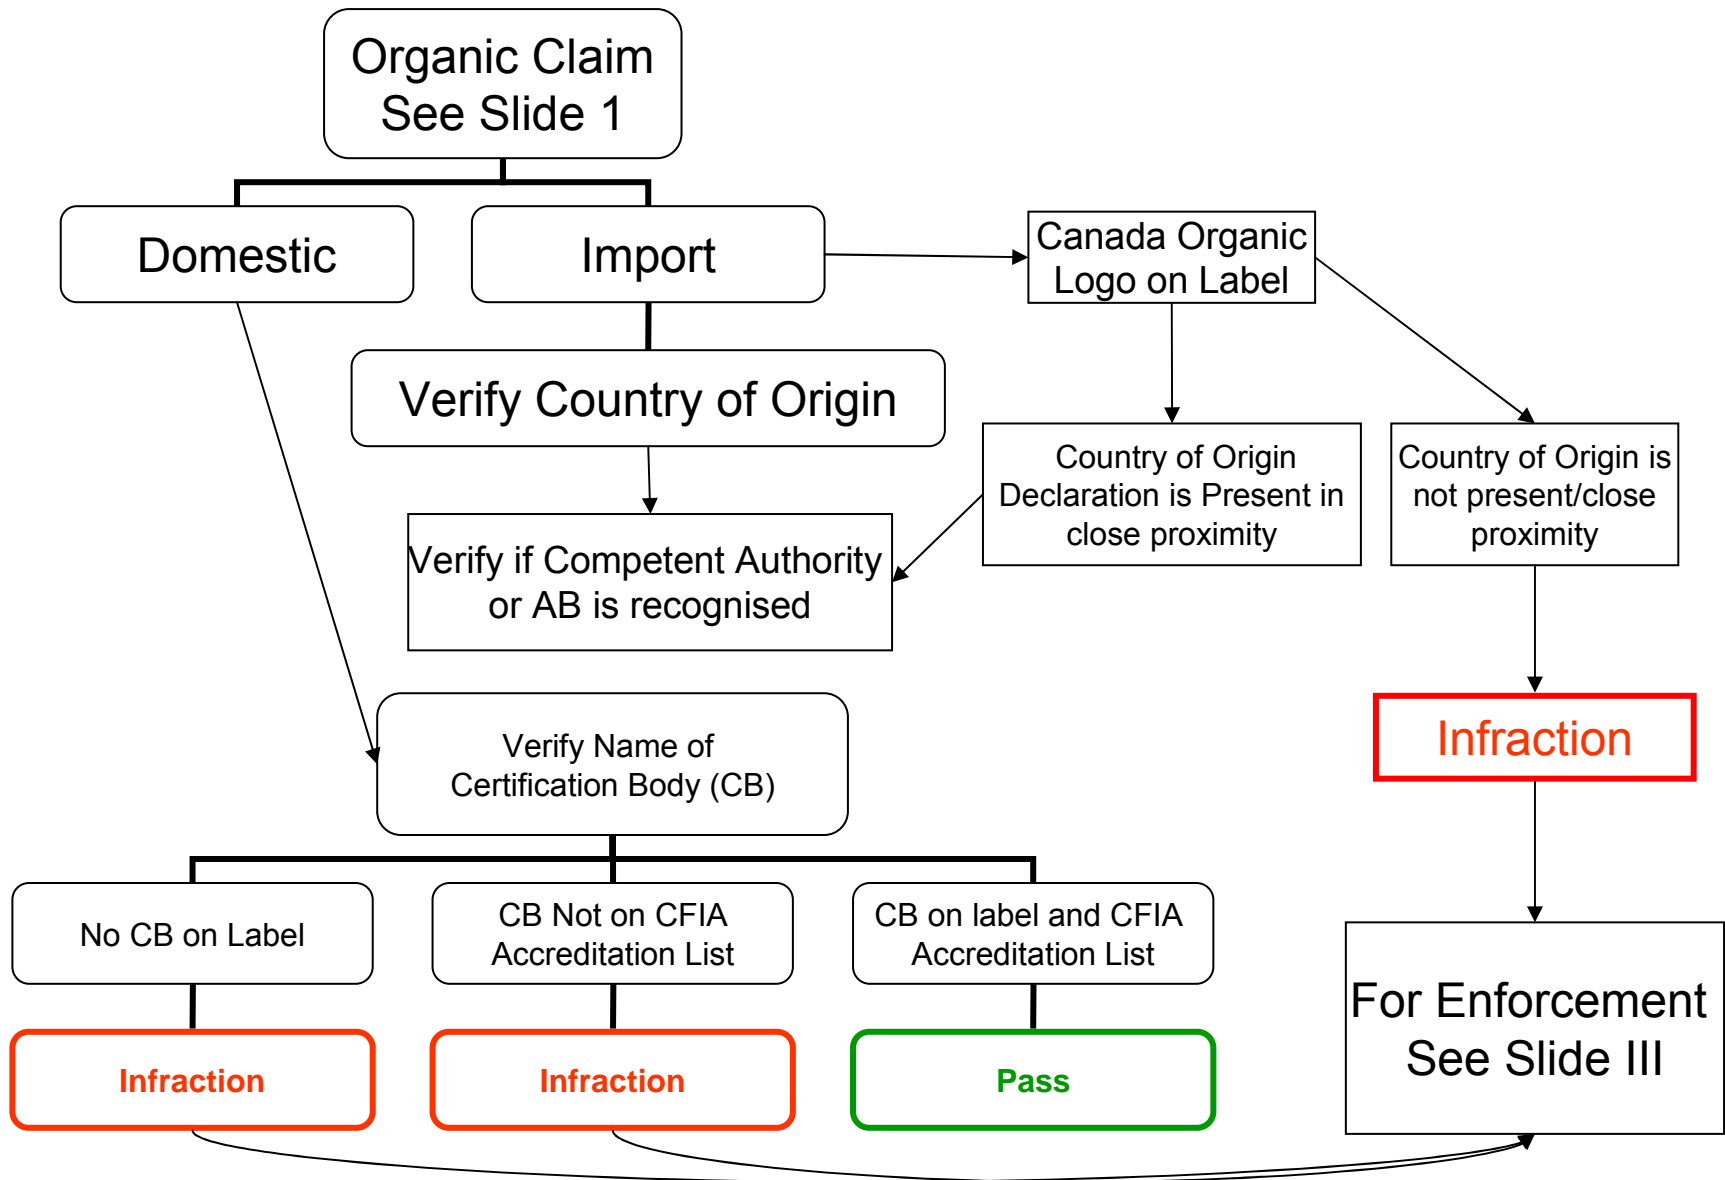 Organic Claim
See Slide 1
Domestic
Import
Canada Organic
Logo on Label
Verify Country of Origin
Country of Origin
Declaration is Present in
close proximity
Country of Origin is
not present/close
proximity
Verify if Competent Authority
or AB is recognised
Infraction
Verify Name of
Certification Body (CB)
No CB on Label
CB Not on CFIA
Accreditation List
CB on label and CFIA
Accreditation List
For Enforcement
See Slide III
Infraction
Infraction
Pass